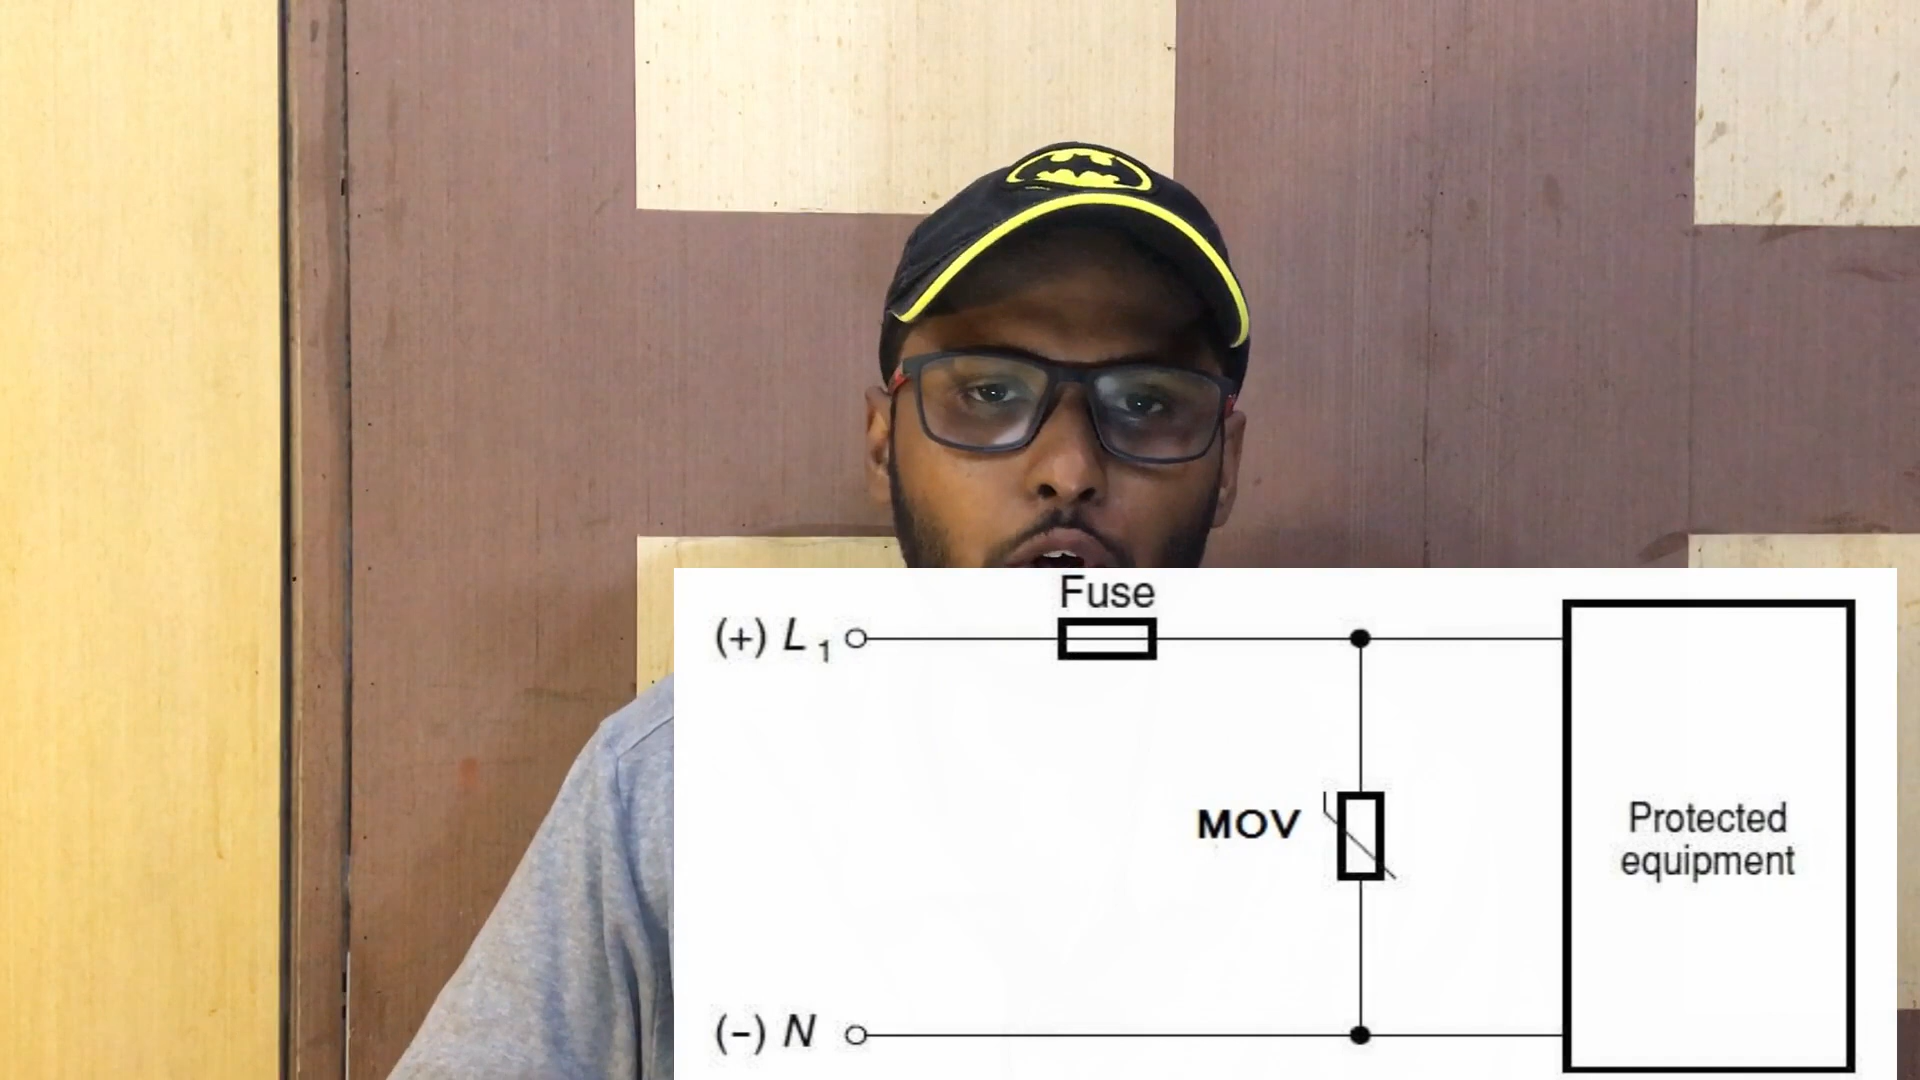 Fuse
(+) L 1
MOV
Protected
equipment
(–) N